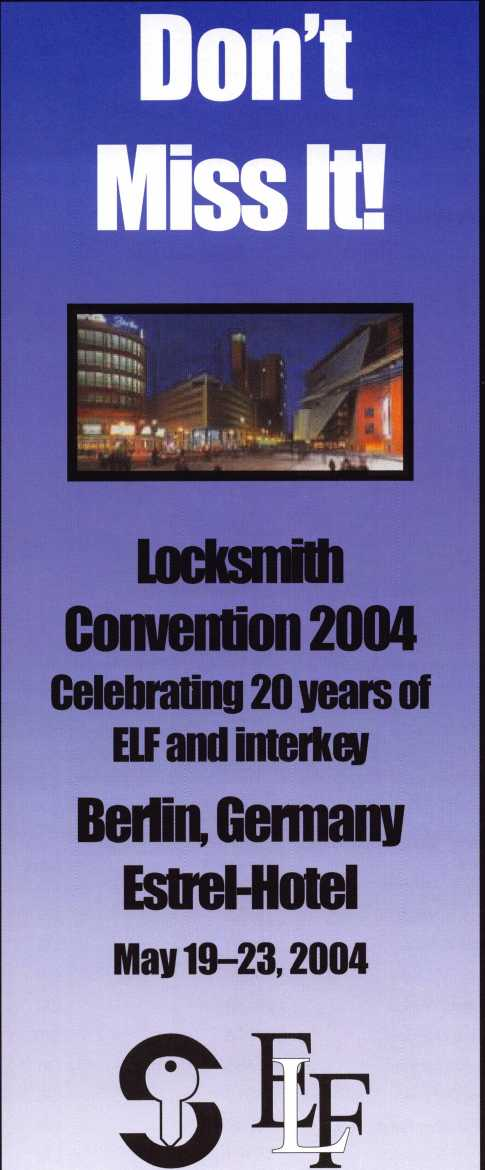 Don't
Miss It!
Locksmith
Convention 2004
Celebrating 20 years of
ELF and interkey
Berlin, Germany
Estrel-Hotel
May 19–23, 2004
ELF